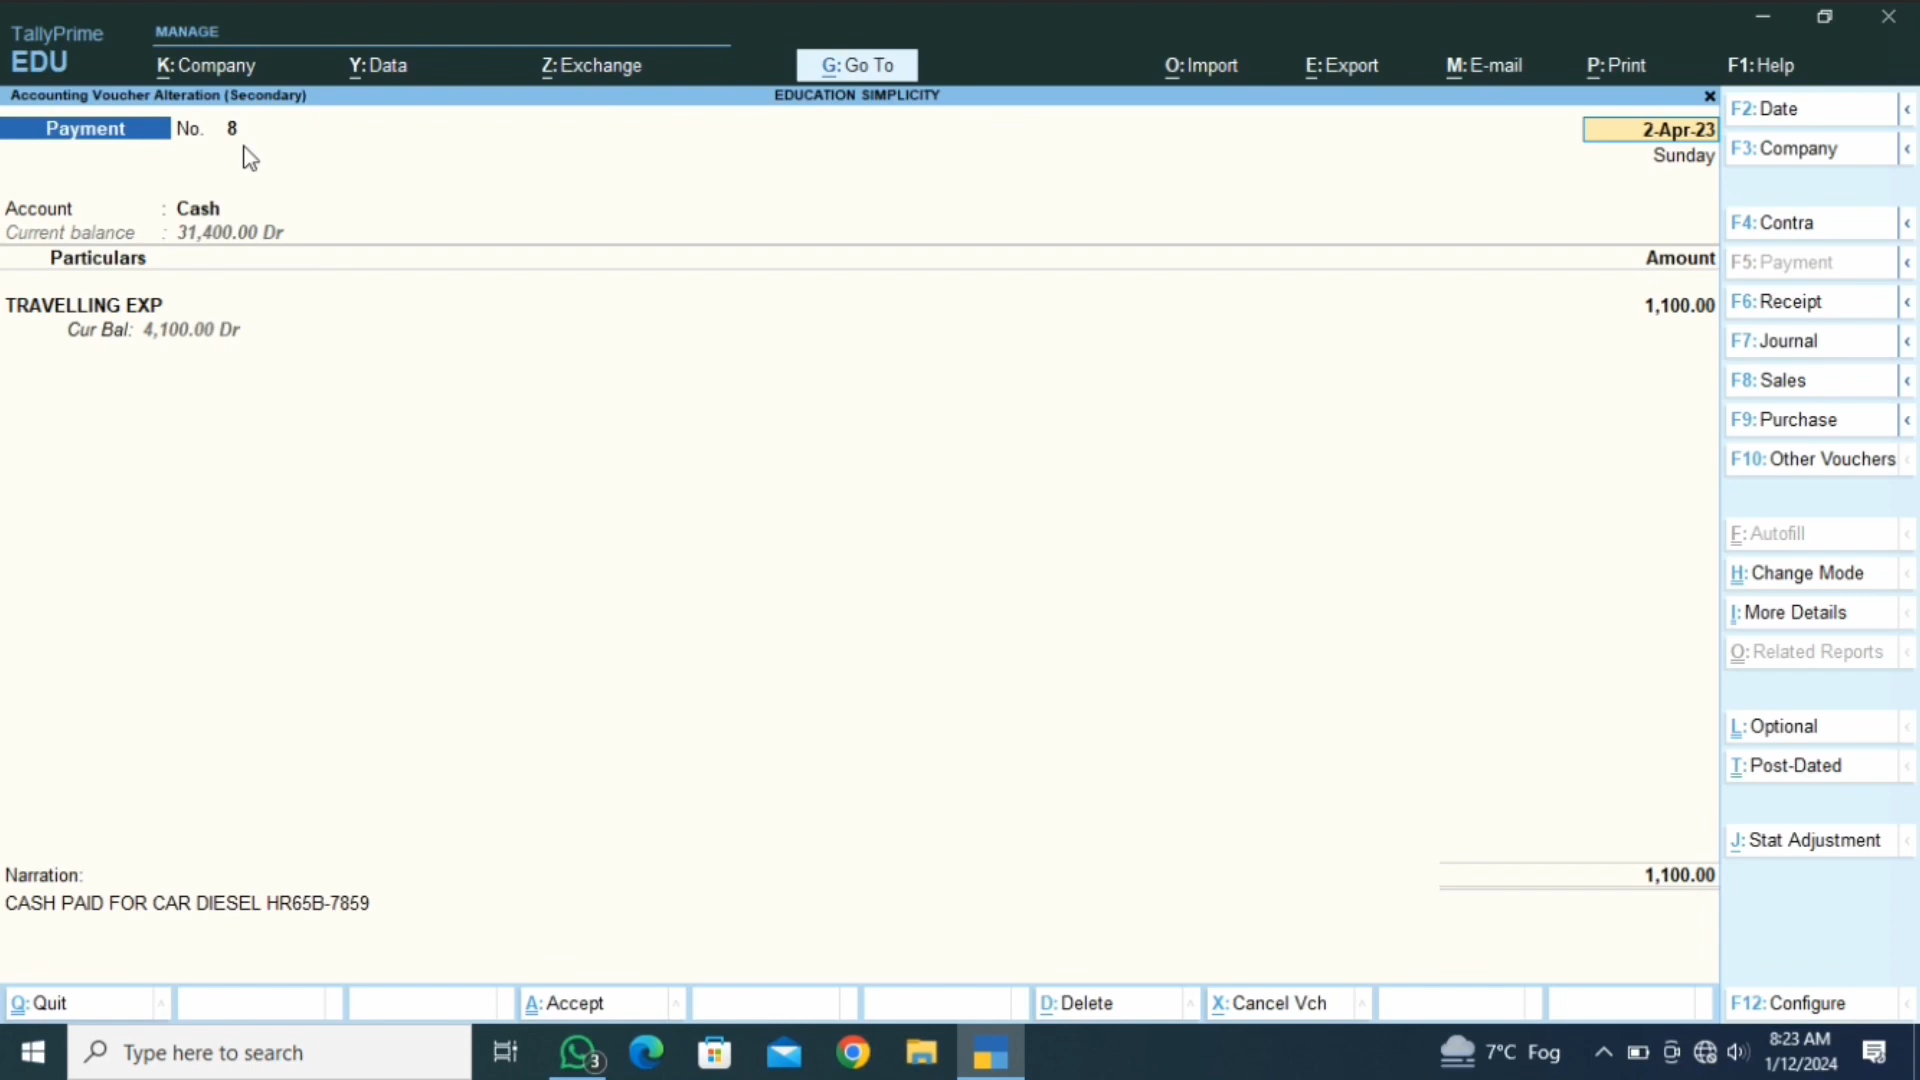 TallyPrime
EDU
MANAGE
K: Company
Y: Data
Z: Exchange
G: Go To
O: Import
E: Export
M: E-mail
P: Print
F1: Help
Accounting Voucher Alteration (Secondary)
EDUCATION SIMPLICITY
Payment No. 8
2-Apr-23
Sunday
Account : Cash
Current balance : 31,400.00 Dr
Particulars Amount
TRAVELLING EXP 1,100.00
Cur Bal: 4,100.00 Dr
Narration: 1,100.00
CASH PAID FOR CAR DIESEL HR65B-7859
F2: Date
F3: Company
F4: Contra
F5: Payment
F6: Receipt
F7: Journal
F8: Sales
F9: Purchase
F10: Other Vouchers
F: Autofill
H: Change Mode
I: More Details
O: Related Reports
L: Optional
T: Post-Dated
J: Stat Adjustment
F12: Configure
Q: Quit
A: Accept
D: Delete
X: Cancel Vch
Type here to search
3
7°C Fog
8:23 AM
1/12/2024